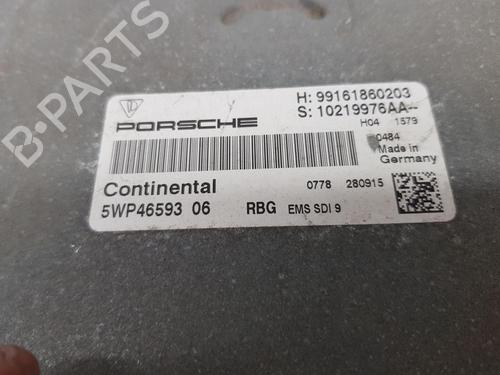 H: 99161860203
S: 10219976AA--
PORSCHE
H04 1579
0484
Made in
Germany
Continental
0778 280915
5WP46593 06 RBG EMS SDI 9
B-PARTS